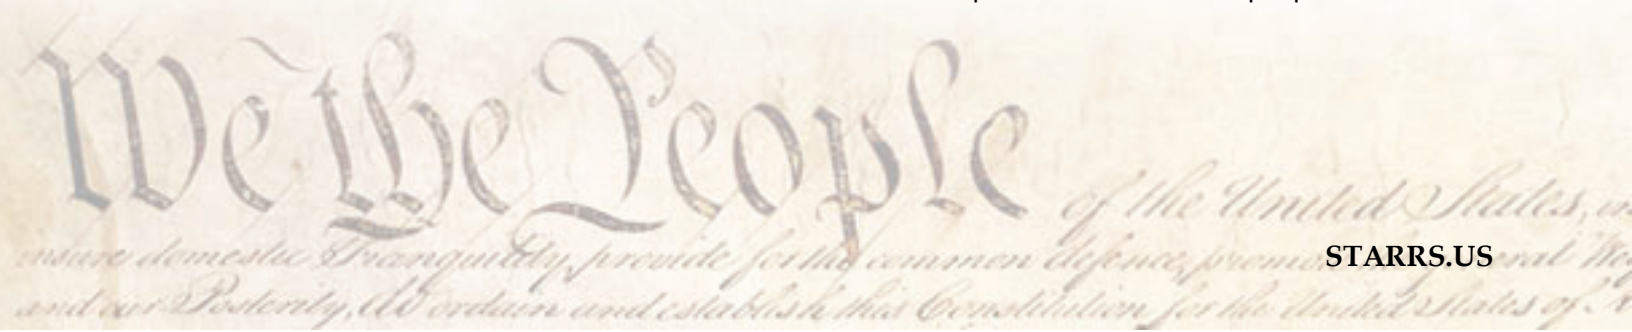 We the People of the United States,
insure domestic Tranquility, provide for the common defence, promo
STARRS.US
and our Posterity, do ordain and establish this Constitution for the United States of